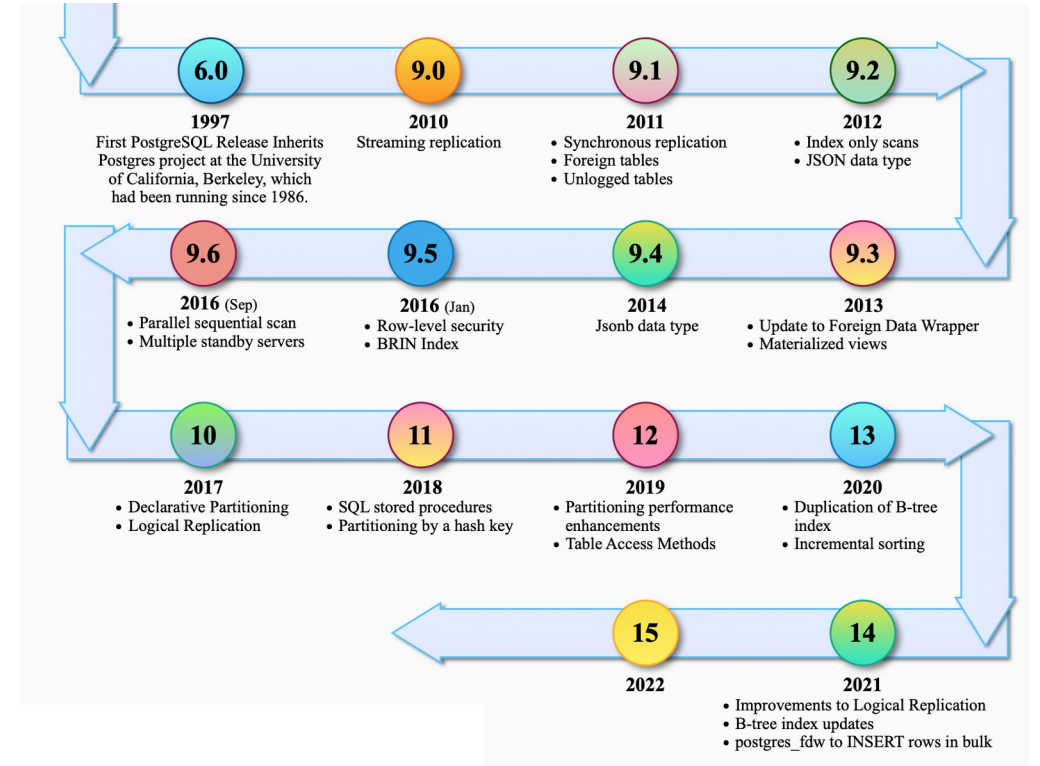 6.0
1997
First PostgreSQL Release Inherits
Postgres project at the University
of California, Berkeley, which
had been running since 1986.
9.0
2010
Streaming replication
9.1
2011
• Synchronous replication
• Foreign tables
• Unlogged tables
9.2
2012
• Index only scans
• JSON data type
9.3
2013
• Update to Foreign Data Wrapper
• Materialized views
9.4
2014
Jsonb data type
9.5
2016 (Jan)
• Row-level security
• BRIN Index
9.6
2016 (Sep)
• Parallel sequential scan
• Multiple standby servers
10
2017
• Declarative Partitioning
• Logical Replication
11
2018
• SQL stored procedures
• Partitioning by a hash key
12
2019
• Partitioning performance
enhancements
• Table Access Methods
13
2020
• Duplication of B-tree
index
• Incremental sorting
14
2021
• Improvements to Logical Replication
• B-tree index updates
• postgres_fdw to INSERT rows in bulk
15
2022